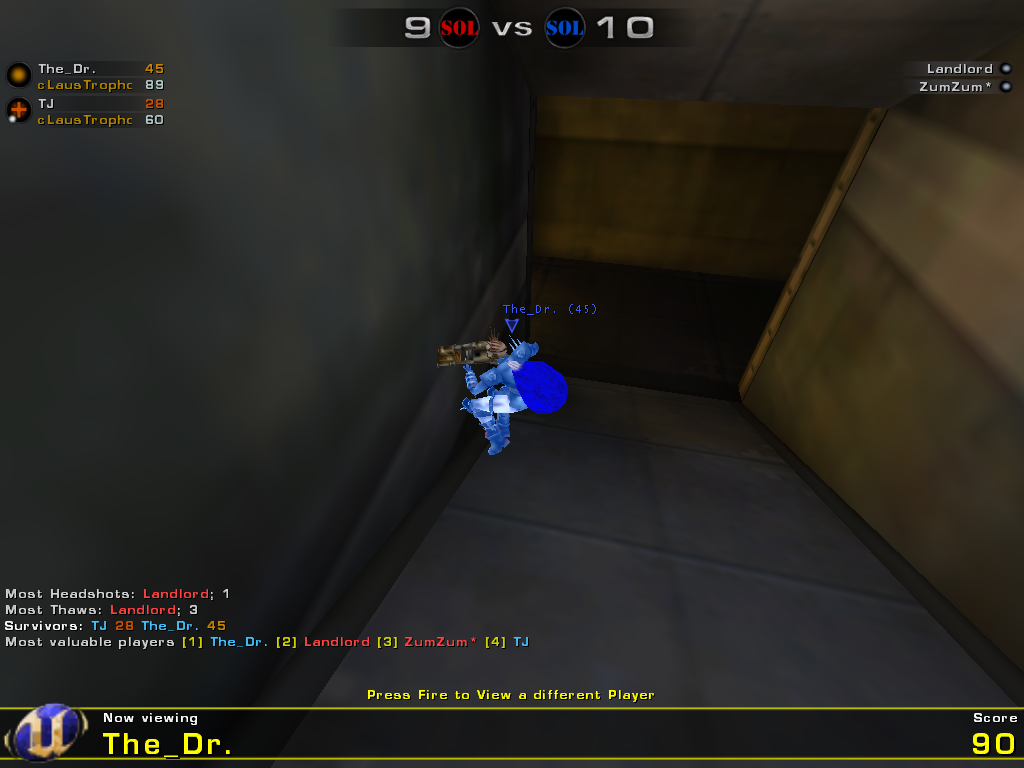 9 SOL vs SOL 10
The_Dr. 45
cLausTropho 89
TJ 28
cLausTropho 60
Landlord
ZumZum*
The_Dr. (45)
Most Headshots: Landlord; 1
Most Thaws: Landlord; 3
Survivors: TJ 28 The_Dr. 45
Most valuable players [1] The_Dr. [2] Landlord [3] ZumZum* [4] TJ
Press Fire to View a different Player
Now viewing
The_Dr.
Score
90